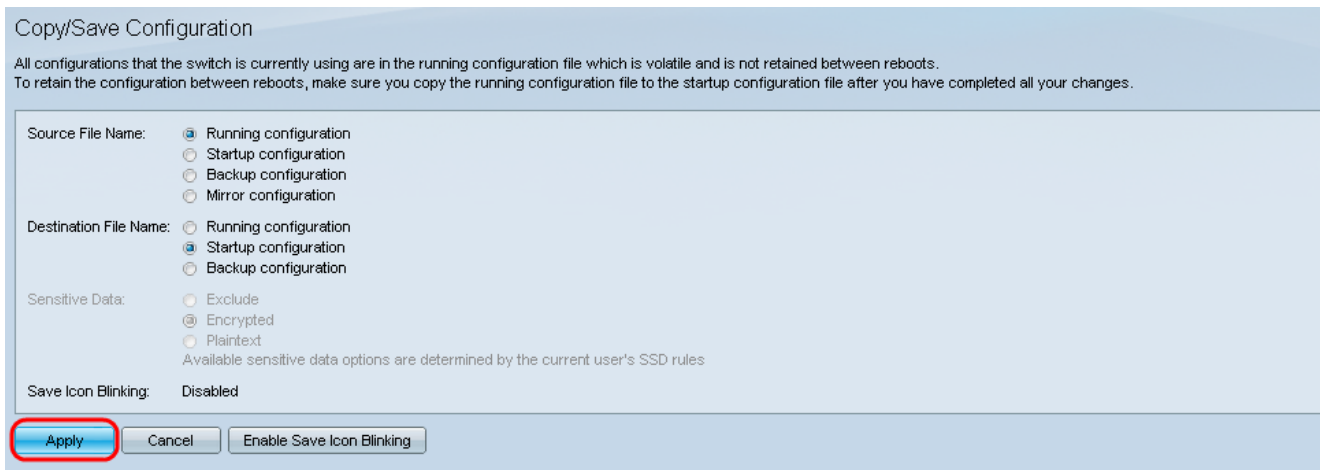 Copy/Save Configuration
All configurations that the switch is currently using are in the running configuration file which is volatile and is not retained between reboots.
To retain the configuration between reboots, make sure you copy the running configuration file to the startup configuration file after you have completed all your changes.
Source File Name: Running configuration
Startup configuration
Backup configuration
Mirror configuration
Destination File Name: Running configuration
Startup configuration
Backup configuration
Sensitive Data: Exclude
Encrypted
Plaintext
Available sensitive data options are determined by the current user's SSD rules
Save Icon Blinking: Disabled
Apply Cancel Enable Save Icon Blinking